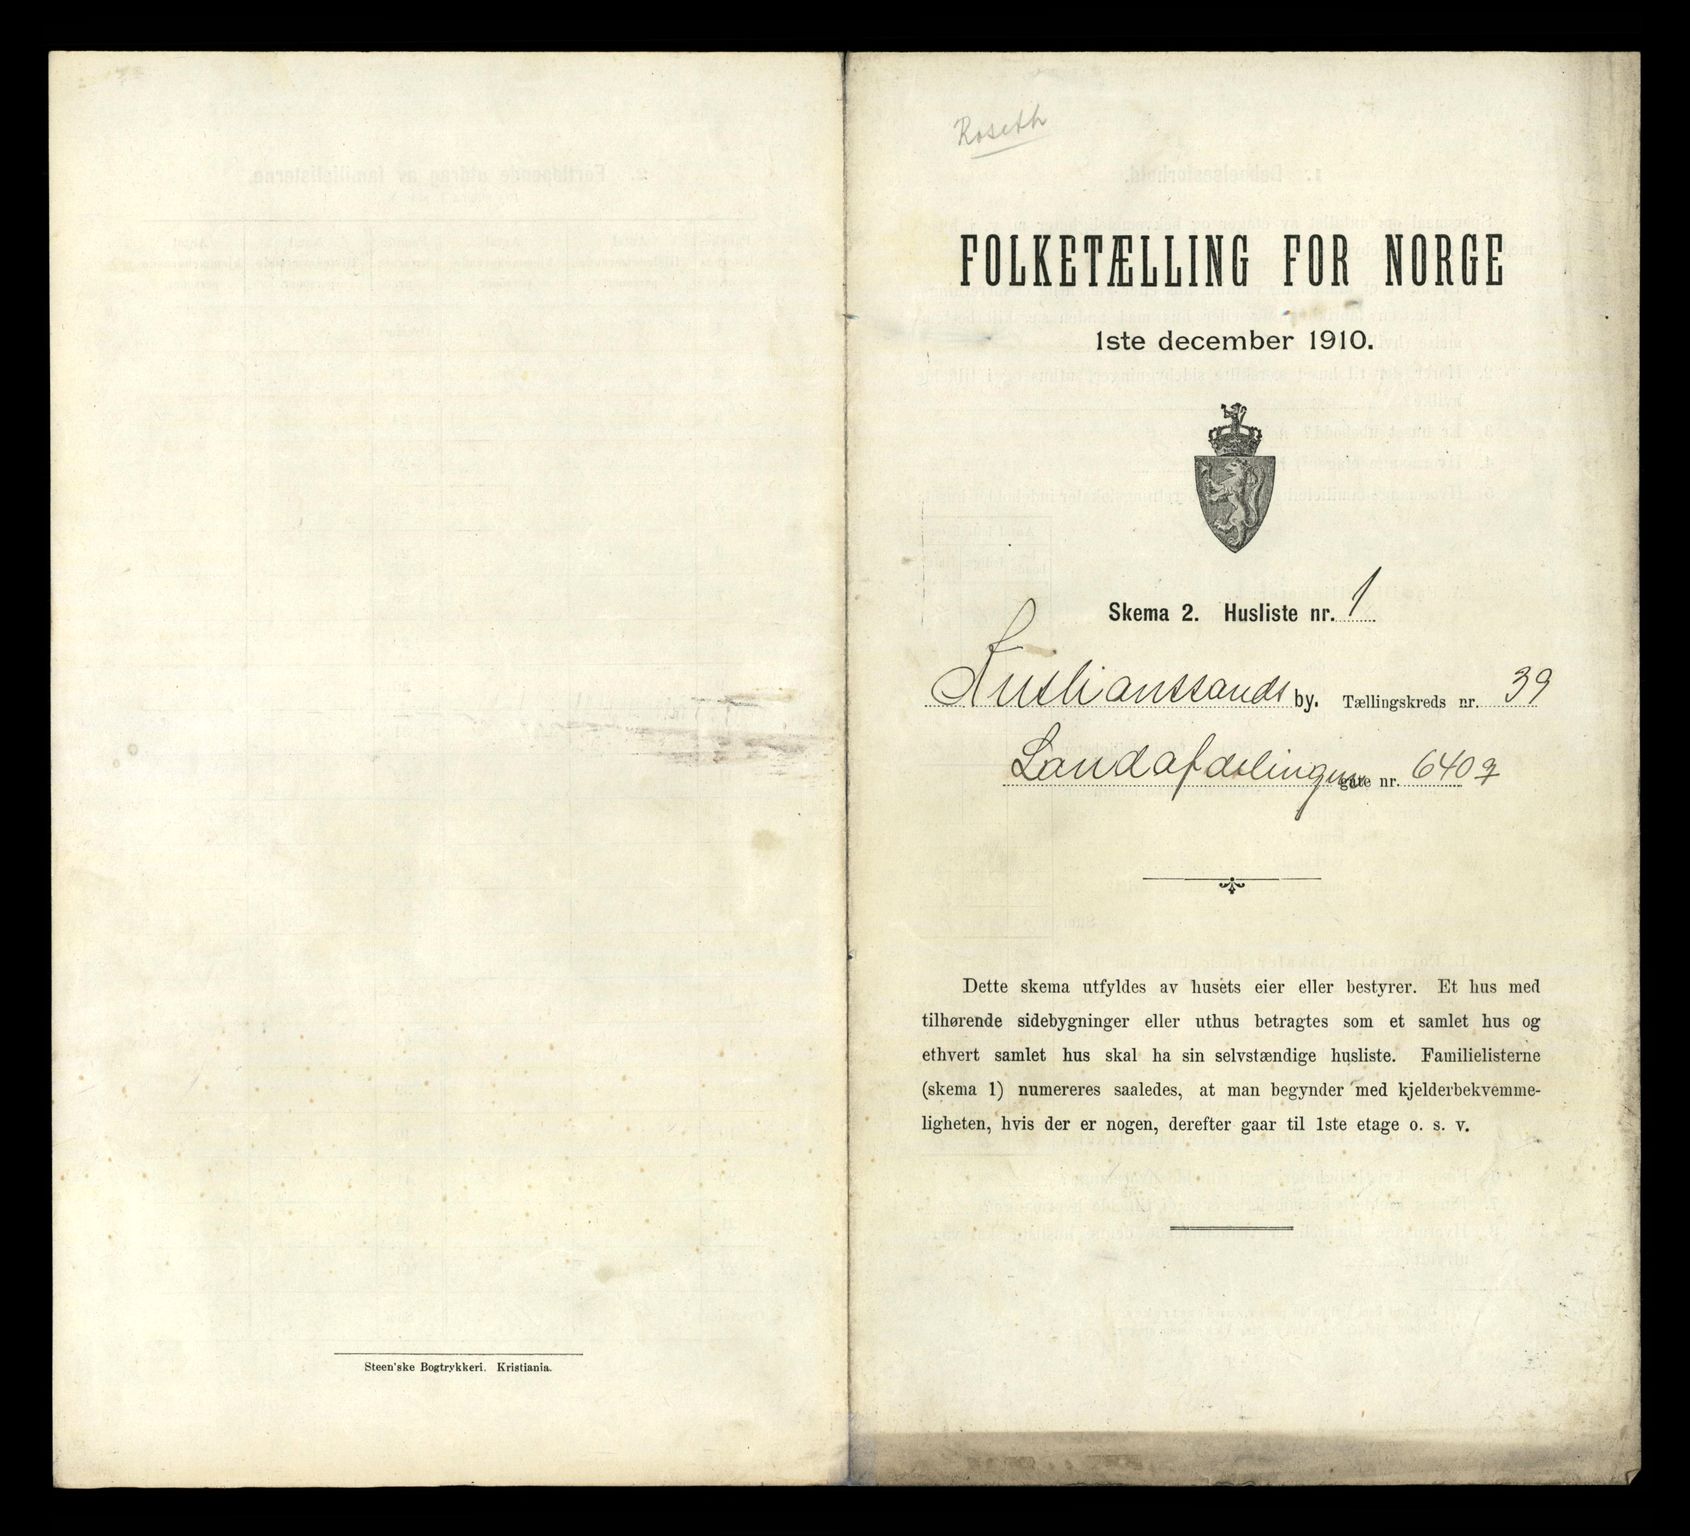 Roseth
FOLKETÆLLING FOR NORGE
1ste december 1910.
Skema 2. Husliste nr. 1
Kristianssands by. Tællingskreds nr. 39
Landafdelingen gate nr. 640 q
Dette skema utfyldes av husets eier eller bestyrer. Et hus med
tilhørende sidebygninger eller uthus betragtes som et samlet hus og
ethvert samlet hus skal ha sin selvstændige husliste. Familielisterne
(skema 1) numereres saaledes, at man begynder med kjelderbekvemme-
ligheten, hvis der er nogen, derefter gaar til 1ste etage o. s. v.
Steen'ske Bogtrykkeri. Kristiania.